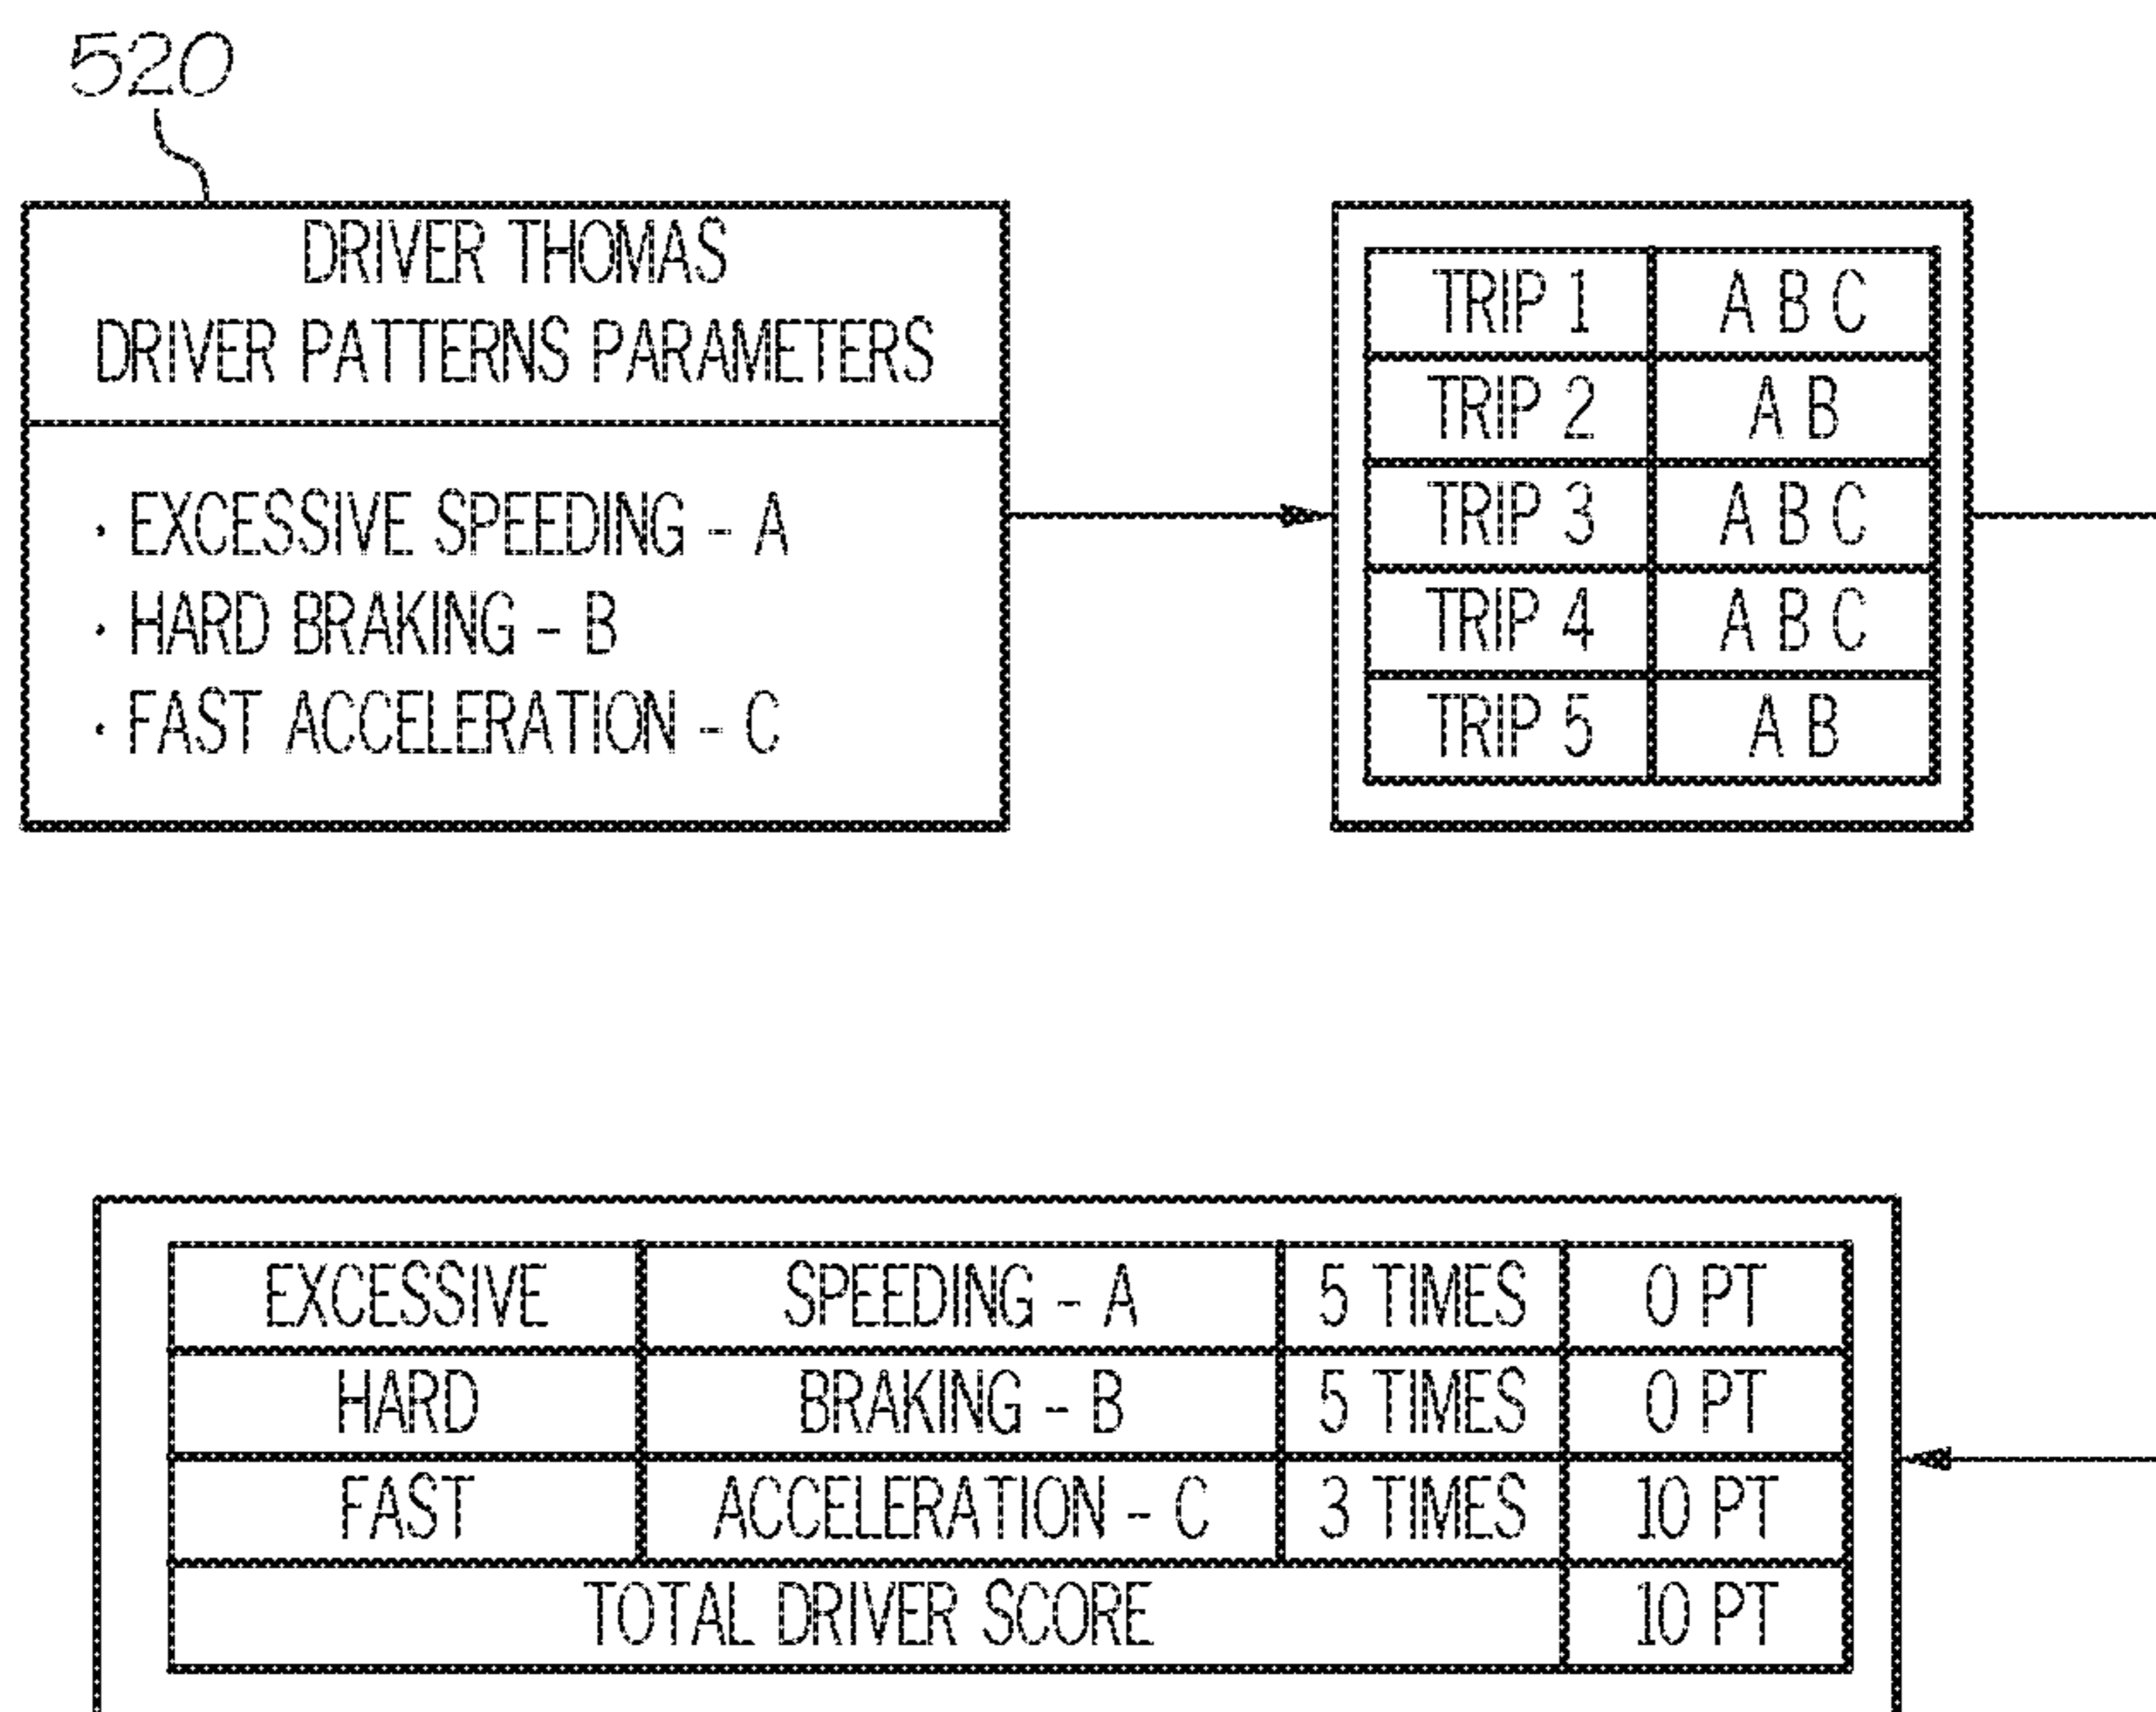 520
DRIVER THOMAS
DRIVER PATTERNS PARAMETERS
· EXCESSIVE SPEEDING - A
· HARD BRAKING - B
· FAST ACCELERATION - C
TRIP 1 A B C
TRIP 2 A B
TRIP 3 A B C
TRIP 4 A B C
TRIP 5 A B
EXCESSIVE SPEEDING - A 5 TIMES 0 PT
HARD BRAKING - B 5 TIMES 0 PT
FAST ACCELERATION - C 3 TIMES 10 PT
TOTAL DRIVER SCORE 10 PT